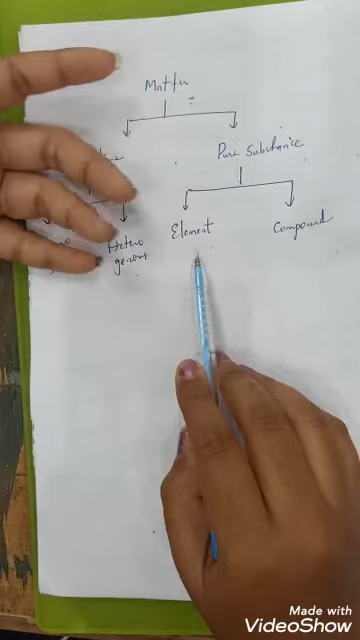 Matter
Pure Substance
Element
Compound
Hetero
geneous
Made with
VideoShow